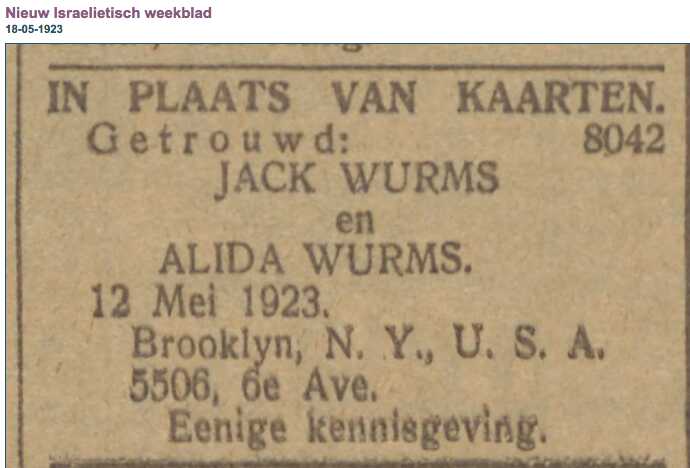 Nieuw Israelietisch weekblad
18-05-1923
IN PLAATS VAN KAARTEN.
Getrouwd: 8042
JACK WURMS
en
ALIDA WURMS.
12 Mei 1923.
Brooklyn, N. Y., U. S. A.
5506, 6e Ave.
Eenige kennisgeving.